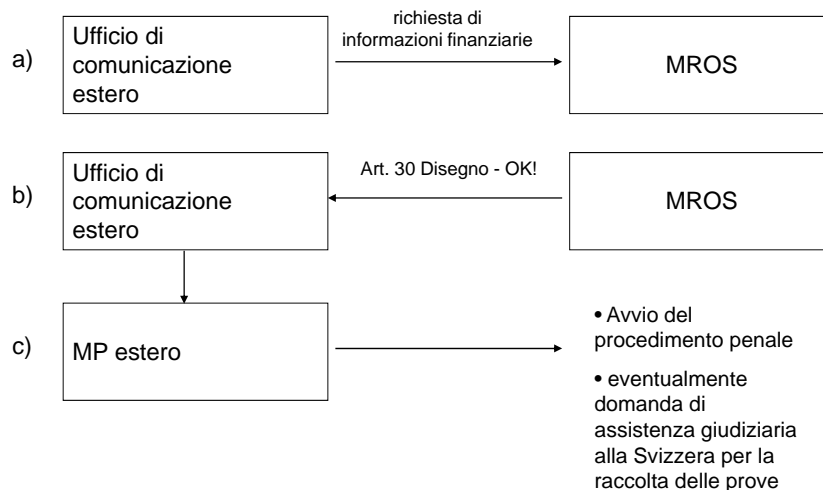 a)
Ufficio di
comunicazione
estero
richiesta di
informazioni finanziarie
MROS
b)
Ufficio di
comunicazione
estero
Art. 30 Disegno - OK!
MROS
c)
MP estero
• Avvio del
procedimento penale
• eventualmente
domanda di
assistenza giudiziaria
alla Svizzera per la
raccolta delle prove